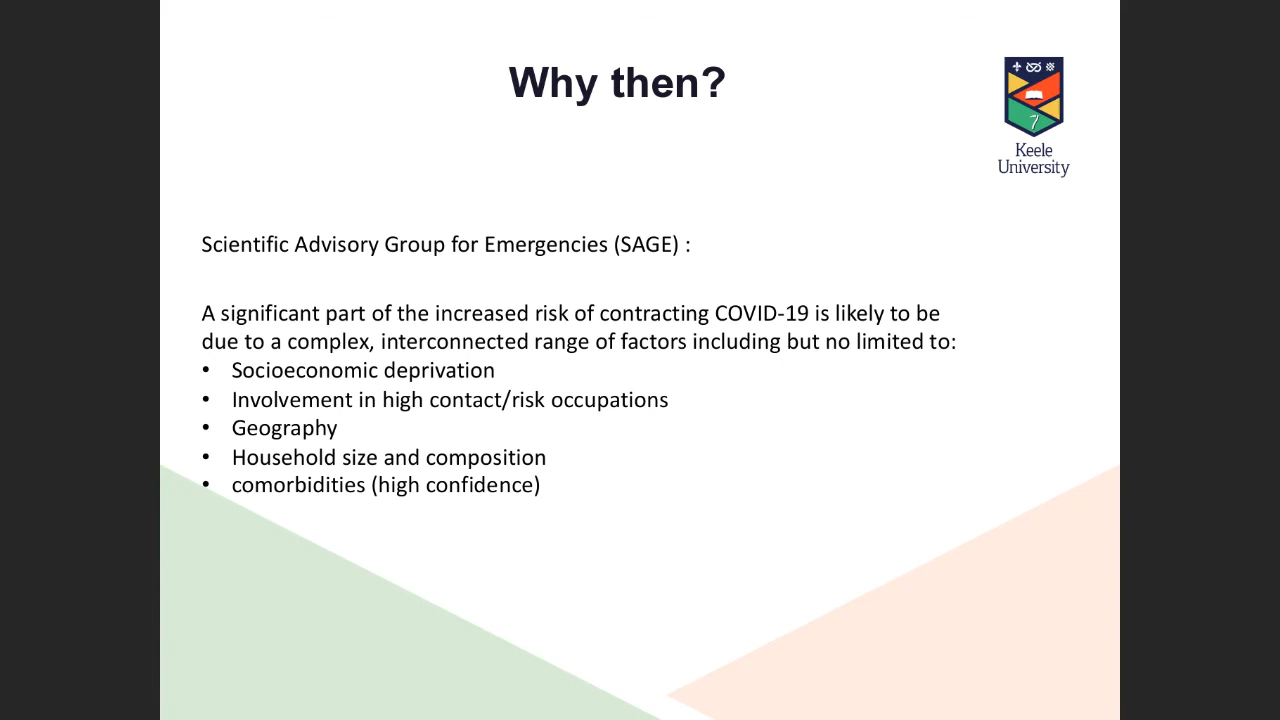 Why then?
Keele
University
Scientific Advisory Group for Emergencies (SAGE) :
A significant part of the increased risk of contracting COVID-19 is likely to be
due to a complex, interconnected range of factors including but no limited to:
• Socioeconomic deprivation
• Involvement in high contact/risk occupations
• Geography
• Household size and composition
• comorbidities (high confidence)